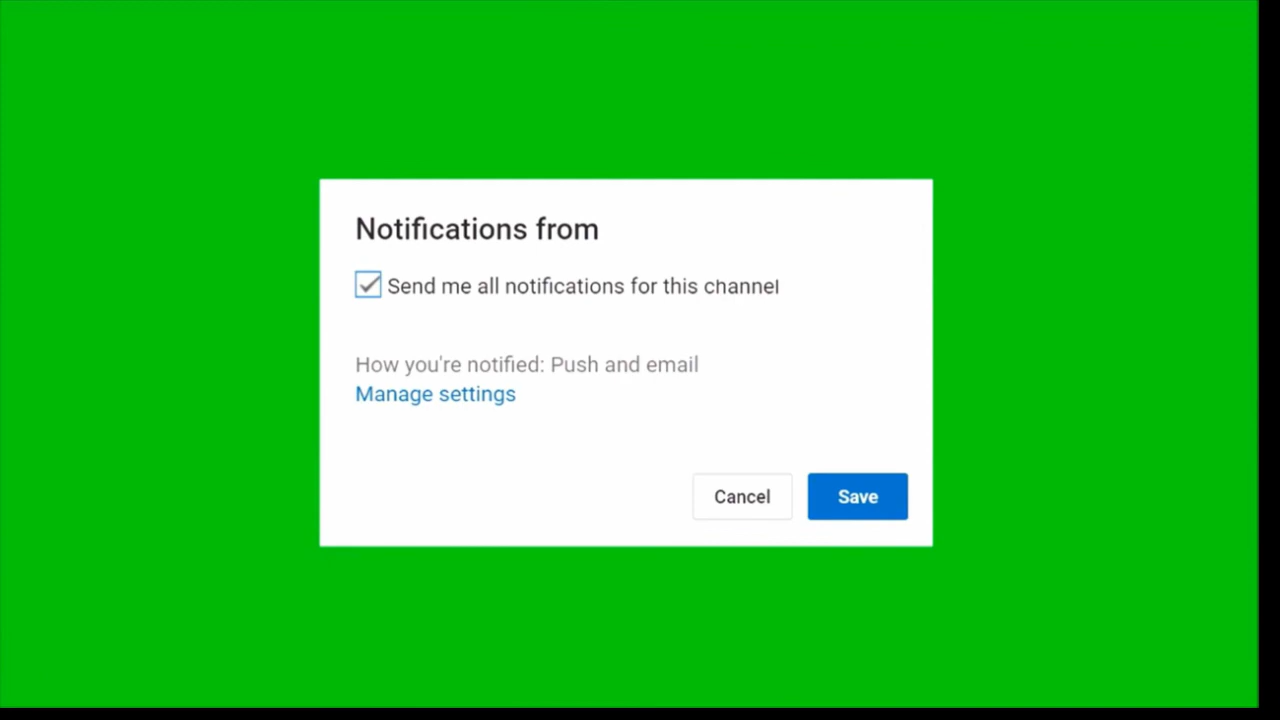 Notifications from
Send me all notifications for this channel
How you're notified: Push and email
Manage settings
Cancel Save